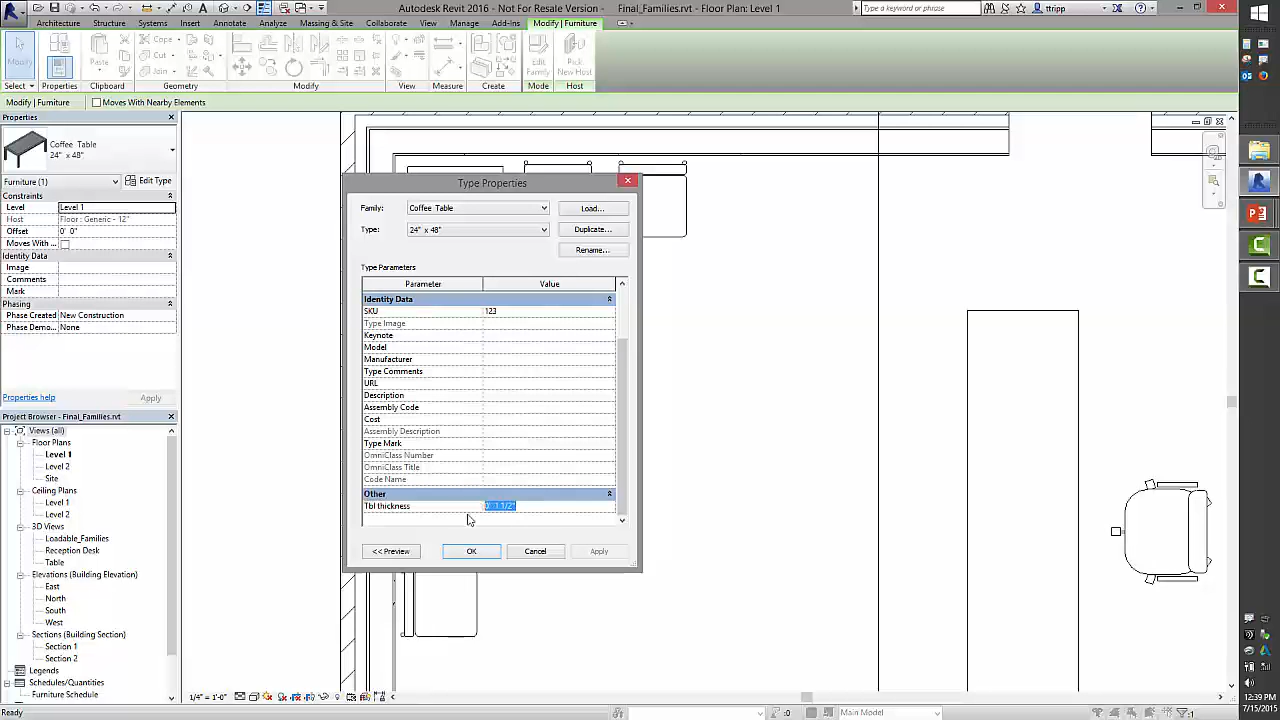 Autodesk Revit 2016 - Not For Resale Version - Final_Families.rvt - Floor Plan: Level 1
Type a keyword or phrase
ttripp
Architecture Structure Systems Insert Annotate Analyze Massing & Site Collaborate View Manage Add-Ins Modify | Furniture
Modify
Paste
Cope
Cut
Join
Edit Family
Pick New Host
Select Properties Clipboard Geometry Modify View Measure Create Mode Host
Modify | Furniture Moves With Nearby Elements
Properties
Coffee Table
24" x 48"
Furniture (1) Edit Type
Constraints
Level Level 1
Host Floor : Generic - 12"
Offset 0' 0"
Moves With ...
Identity Data
Image
Comments
Mark
Phasing
Phase Created New Construction
Phase Demo... None
Properties help Apply
Project Browser - Final_Families.rvt
Views (all)
Floor Plans
Level 1
Level 2
Site
Ceiling Plans
Level 1
Level 2
3D Views
Loadable_Families
Reception Desk
Table
Elevations (Building Elevation)
East
North
South
West
Sections (Building Section)
Section 1
Section 2
Legends
Schedules/Quantities
Furniture Schedule
Type Properties
Family: Coffee Table Load...
Type: 24" x 48" Duplicate...
Rename...
Type Parameters
Parameter Value
Identity Data
SKU 123
Type Image
Keynote
Model
Manufacturer
Type Comments
URL
Description
Assembly Code
Cost
Assembly Description
Type Mark
OmniClass Number
OmniClass Title
Code Name
Other
Tbl thickness 0' 1 1/2"
<< Preview OK Cancel Apply
1/4" = 1'-0"
Ready
:0
Main Model
:1
12:39 PM
7/15/2015